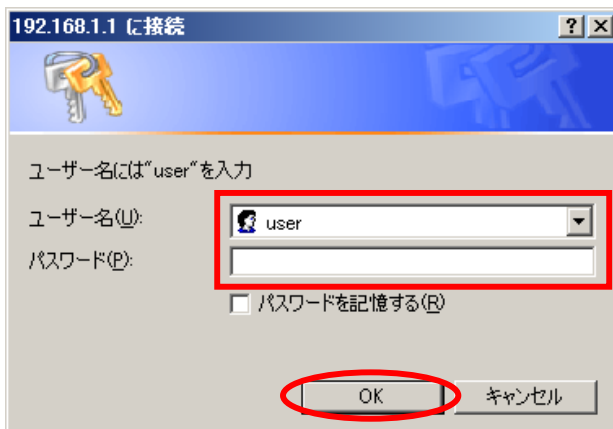 192.168.1.1 に接続
ユーザー名には"user"を入力
ユーザー名(U):
user
パスワード(P):
パスワードを記憶する(R)
OK
キャンセル